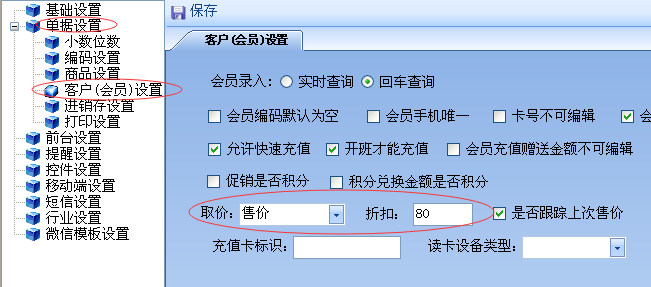 基础设置
单据设置
小数位数
编码设置
商品设置
客户(会员)设置
进销存设置
打印设置
前台设置
提醒设置
控件设置
移动端设置
短信设置
行业设置
微信模板设置
保存
客户(会员)设置
会员录入: 实时查询 回车查询
会员编码默认为空 会员手机唯一 卡号不可编辑
允许快速充值 开班才能充值 会员充值赠送金额不可编辑
促销是否积分 积分兑换金额是否积分
取价: 售价 折扣: 80 是否跟踪上次售价
充值卡标识: 读卡设备类型: